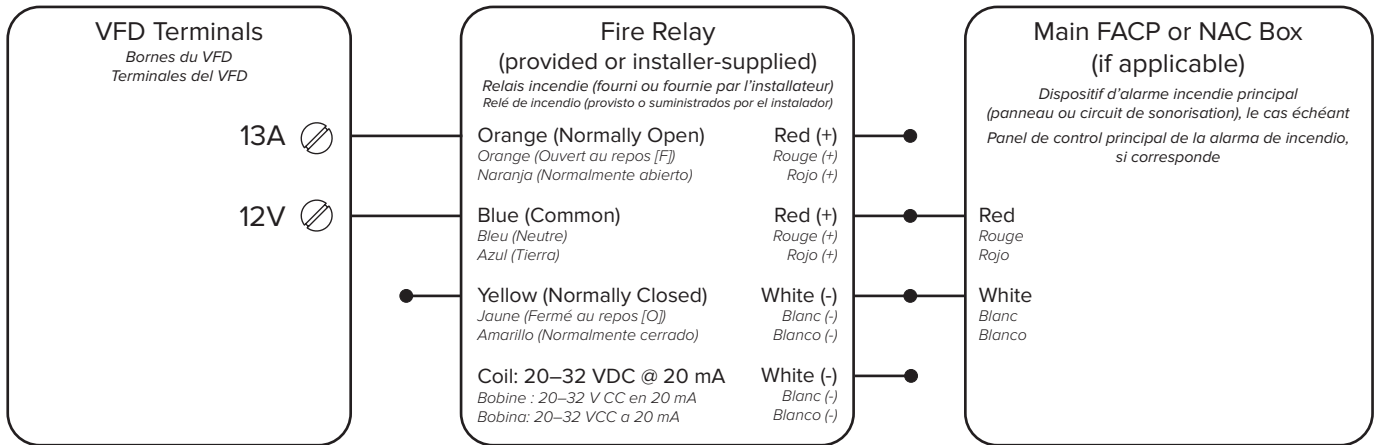 VFD Terminals
Bornes du VFD
Terminales del VFD
13A
12V
Fire Relay
(provided or installer-supplied)
Relais incendie (fourni ou fournie par l'installateur)
Relé de incendio (provisto o suministrados por el instalador)
Orange (Normally Open)
Orange (Ouvert au repos [F])
Naranja (Normalmente abierto)
Red (+)
Rouge (+)
Rojo (+)
Blue (Common)
Bleu (Neutre)
Azul (Tierra)
Red (+)
Rouge (+)
Rojo (+)
Yellow (Normally Closed)
Jaune (Fermé au repos [O])
Amarillo (Normalmente cerrado)
White (-)
Blanc (-)
Blanco (-)
Coil: 20–32 VDC @ 20 mA
Bobine : 20–32 V CC en 20 mA
Bobina: 20–32 VCC a 20 mA
White (-)
Blanc (-)
Blanco (-)
Main FACP or NAC Box
(if applicable)
Dispositif d'alarme incendie principal
(panneau ou circuit de sonorisation), le cas échéant
Panel de control principal de la alarma de incendio,
si corresponde
Red
Rouge
Rojo
White
Blanc
Blanco